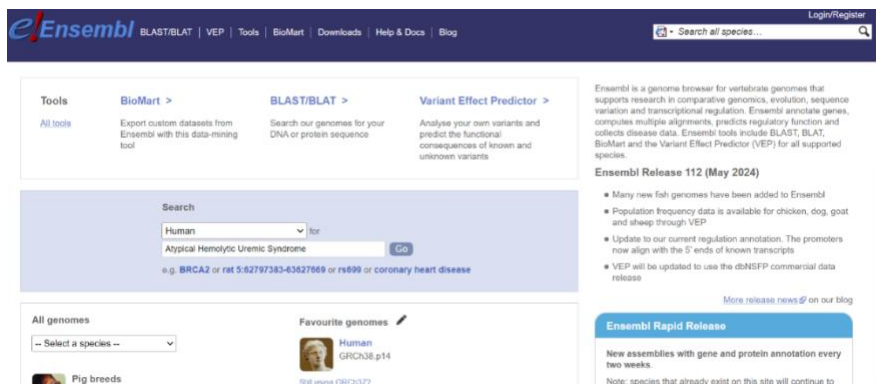 Login/Register
e!Ensembl BLAST/BLAT | VEP | Tools | BioMart | Downloads | Help & Docs | Blog
Search all species...
Tools
All tools
BioMart >
Export custom datasets from
Ensembl with this data-mining
tool
BLAST/BLAT >
Search our genomes for your
DNA or protein sequence
Variant Effect Predictor >
Analyse your own variants and
predict the functional
consequences of known and
unknown variants
Search
Human for
Atypical Hemolytic Uremic Syndrome Go
e.g. BRCA2 or rat 5:62797383-63627669 or rs699 or coronary heart disease
All genomes
-- Select a species --
Pig breeds
Favourite genomes
Human
GRCh38.p14
Still using GRCh37?
Ensembl is a genome browser for vertebrate genomes that
supports research in comparative genomics, evolution, sequence
variation and transcriptional regulation. Ensembl annotate genes,
computes multiple alignments, predicts regulatory function and
collects disease data. Ensembl tools include BLAST, BLAT,
BioMart and the Variant Effect Predictor (VEP) for all supported
species.
Ensembl Release 112 (May 2024)
Many new fish genomes have been added to Ensembl
Population frequency data is available for chicken, dog, goat
and sheep through VEP
Update to our current regulation annotation. The promoters
now align with the 5' ends of known transcripts
VEP will be updated to use the dbNSFP commercial data
release
More release news on our blog
Ensembl Rapid Release
New assemblies with gene and protein annotation every
two weeks.
Note: species that already exist on this site will continue to